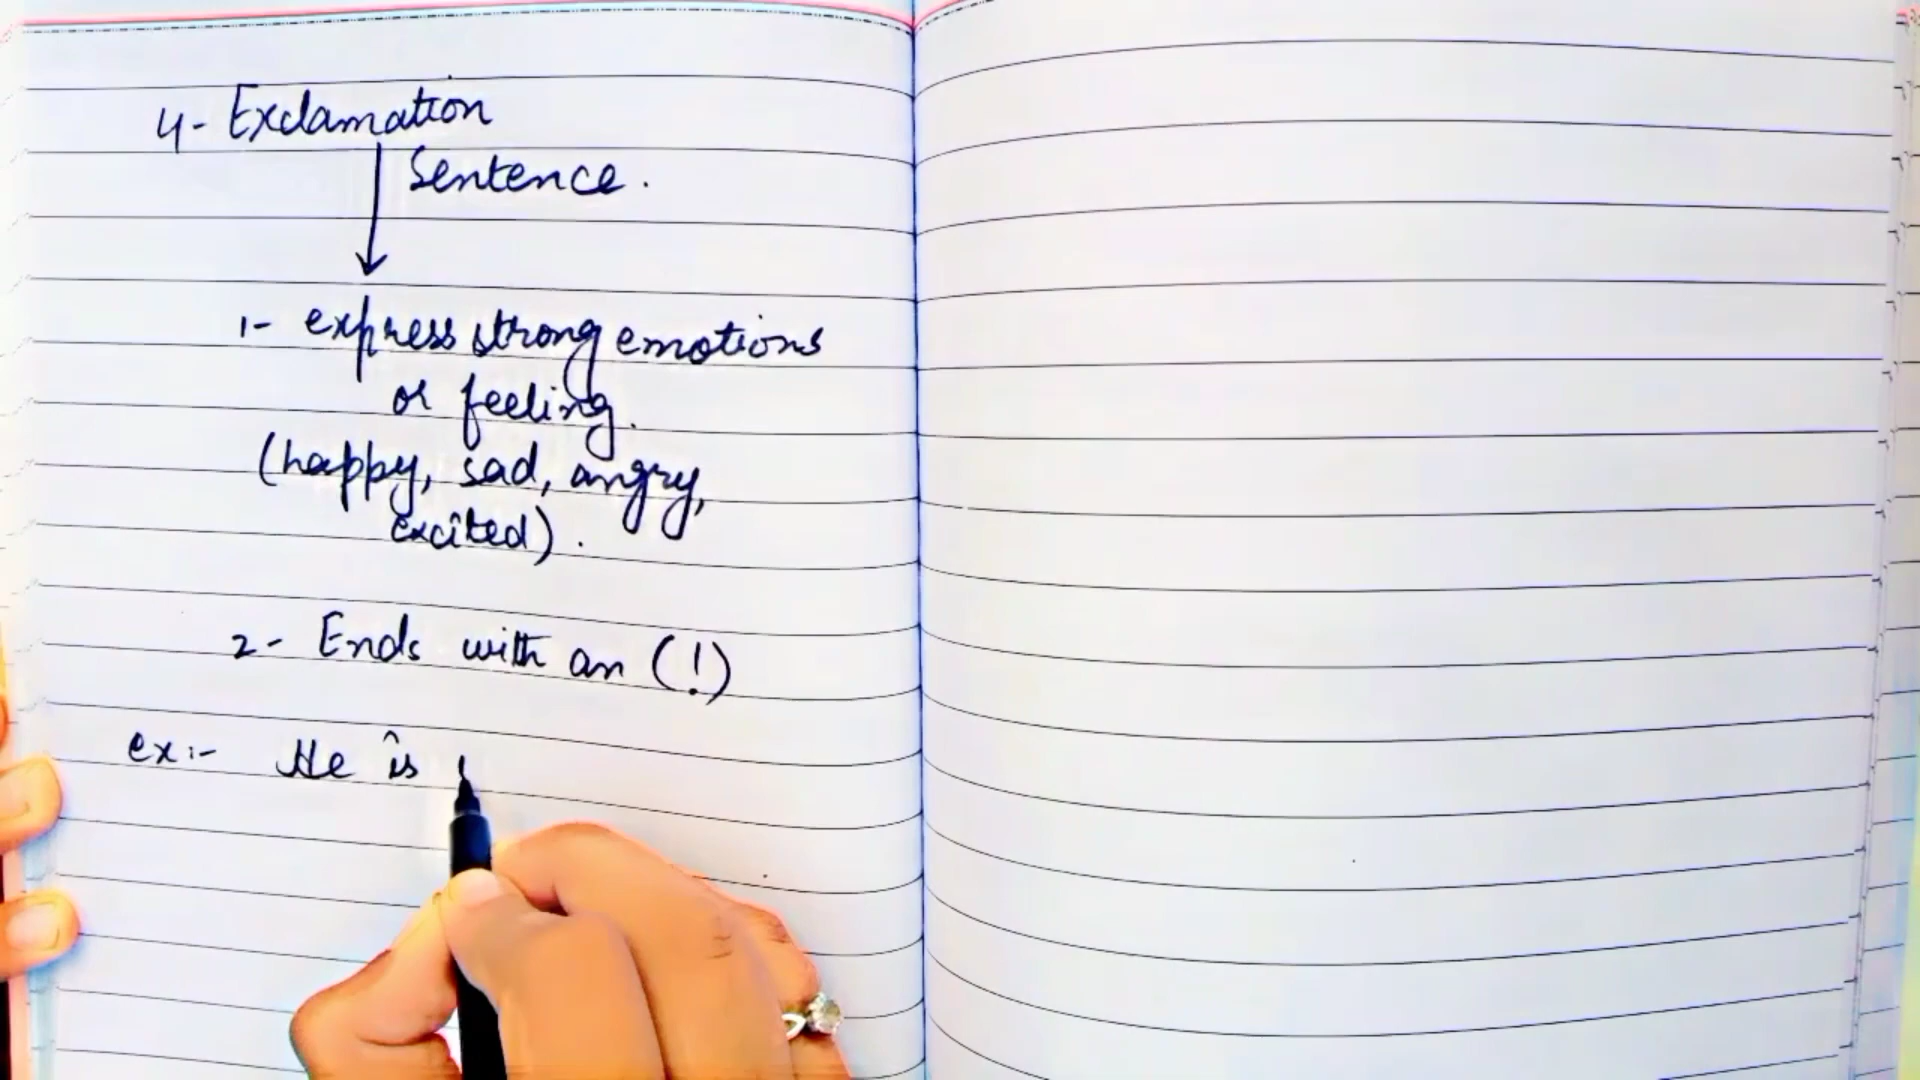 4- Exclamation
Sentence.
1- express strong emotions
or feeling.
(happy, sad, angry,
excited).
2- Ends with an (!)
ex:- He is